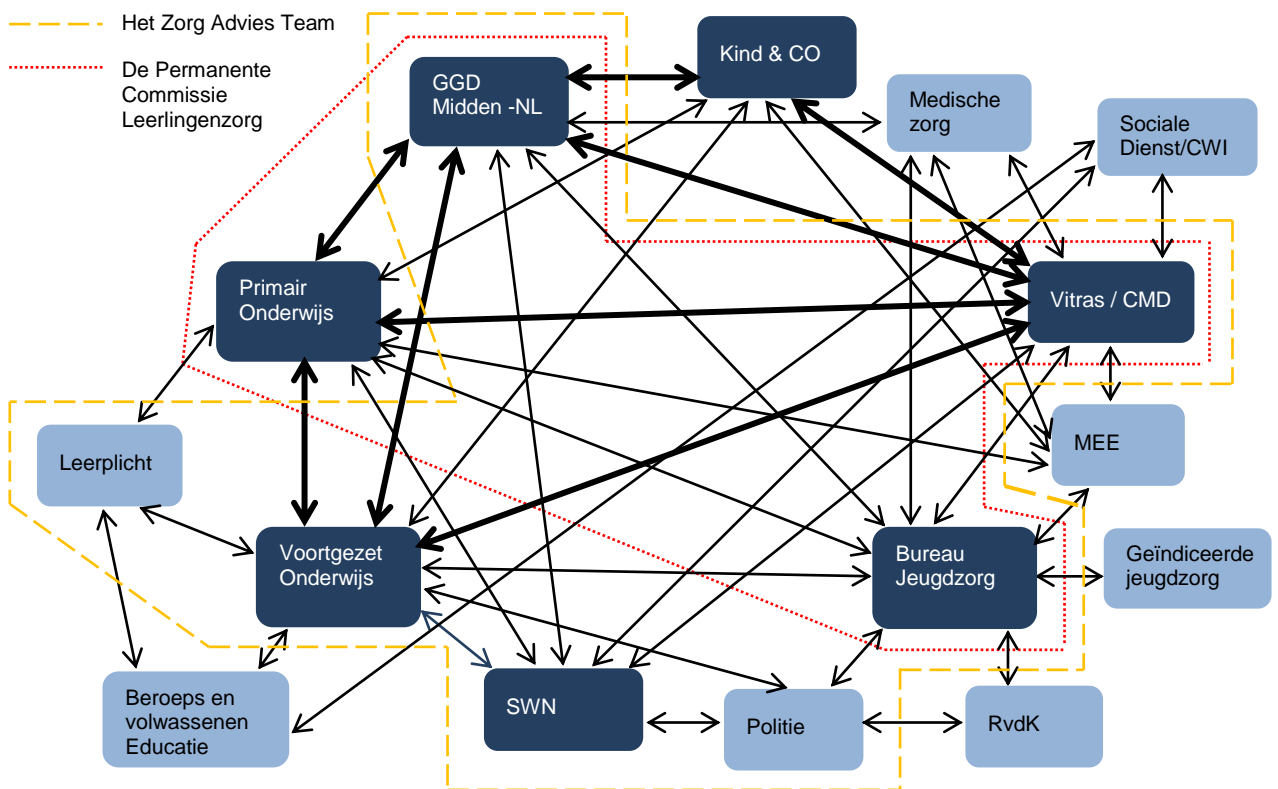 Het Zorg Advies Team
De Permanente
Commissie
Leerlingenzorg
GGD
Midden -NL
Kind & CO
Medische
zorg
Sociale
Dienst/CWI
Primair
Onderwijs
Vitras / CMD
Leerplicht
MEE
Voortgezet
Onderwijs
Bureau
Jeugdzorg
Geïndiceerde
jeugdzorg
Beroeps en
volwassenen
Educatie
SWN
Politie
RvdK